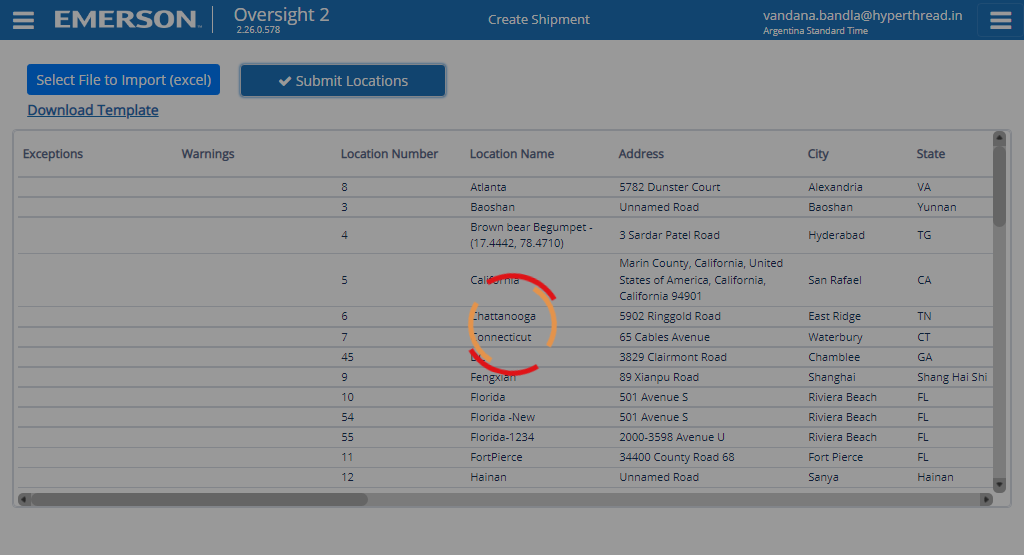 EMERSON
Oversight 2
2.26.0.578
Create Shipment
vandana.bandla@hyperthread.in
Argentina Standard Time
Select File to Import (excel)
Submit Locations
Download Template
Exceptions Warnings Location Number Location Name Address City State
8 Atlanta 5782 Dunster Court Alexandria VA
3 Baoshan Unnamed Road Baoshan Yunnan
4 Brown bear Begumpet - (17.4442, 78.4710) 3 Sardar Patel Road Hyderabad TG
5 California Marin County, California, United States of America, California, California 94901 San Rafael CA
6 Chattanooga 5902 Ringgold Road East Ridge TN
7 Connecticut 65 Cables Avenue Waterbury CT
45 3829 Clairmont Road Chamblee GA
9 Fengxian 89 Xianpu Road Shanghai Shang Hai Shi
10 Florida 501 Avenue S Riviera Beach FL
54 Florida -New 501 Avenue S Riviera Beach FL
55 Florida-1234 2000-3598 Avenue U Riviera Beach FL
11 FortPierce 34400 County Road 68 Fort Pierce FL
12 Hainan Unnamed Road Sanya Hainan